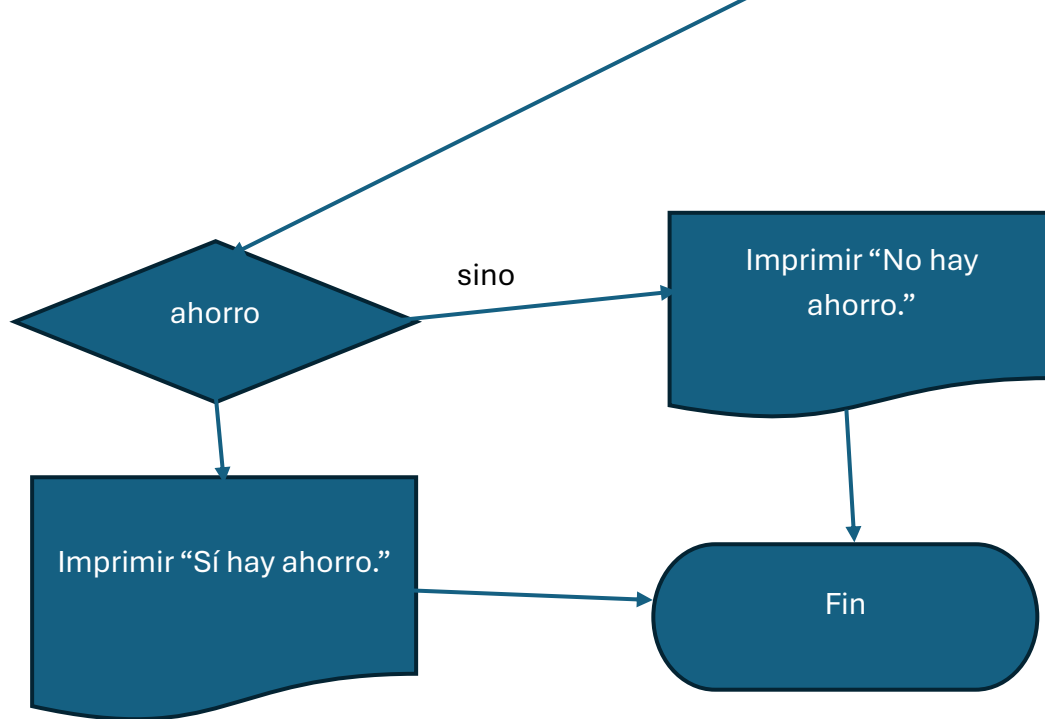 ahorro
sino
Imprimir “No hay
ahorro.”
Imprimir “Sí hay ahorro.”
Fin